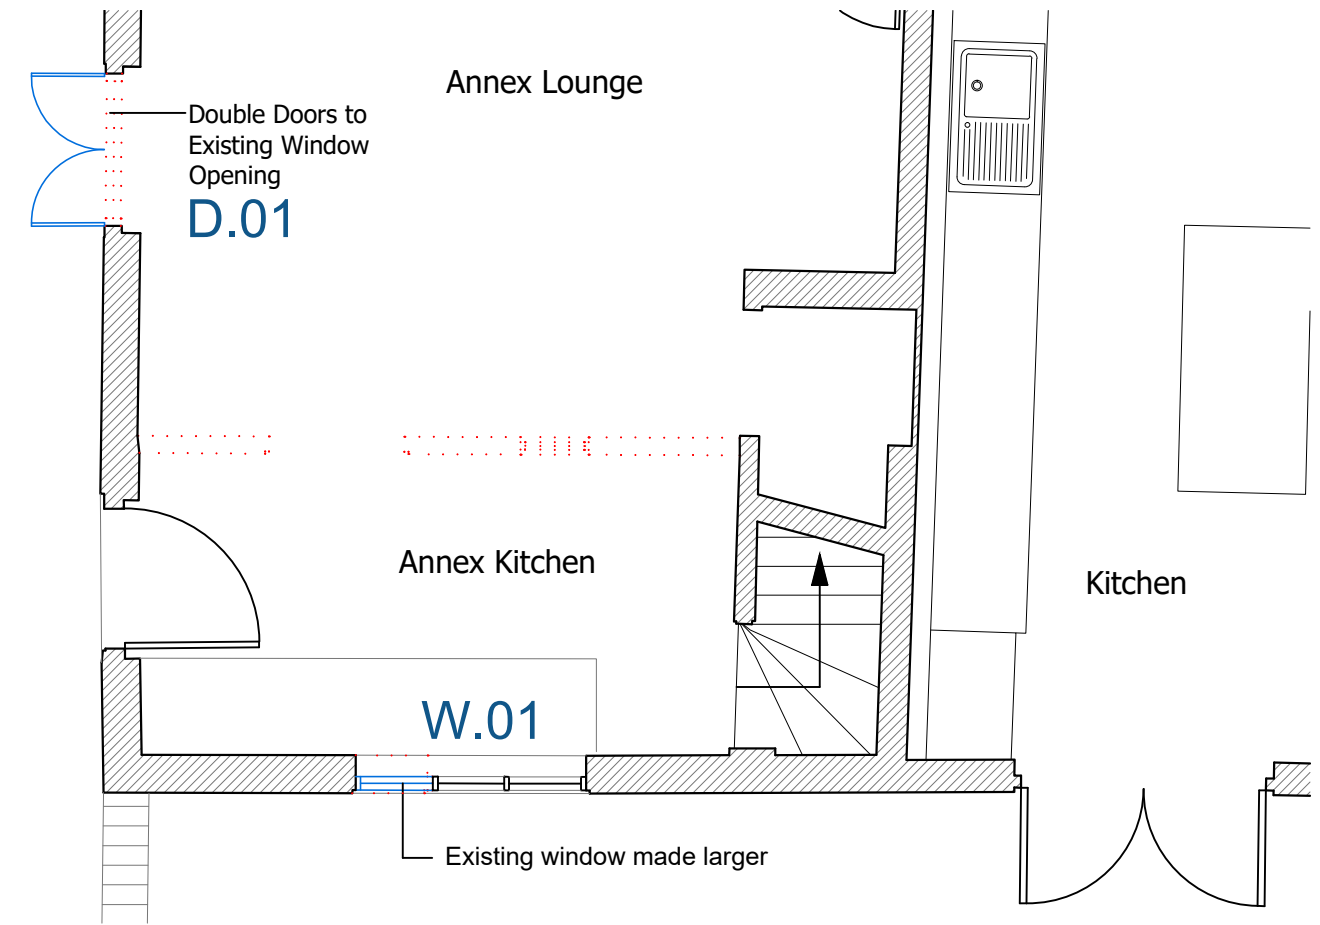 Annex Lounge
Double Doors to
Existing Window
Opening
D.01
Annex Kitchen
Kitchen
W.01
Existing window made larger